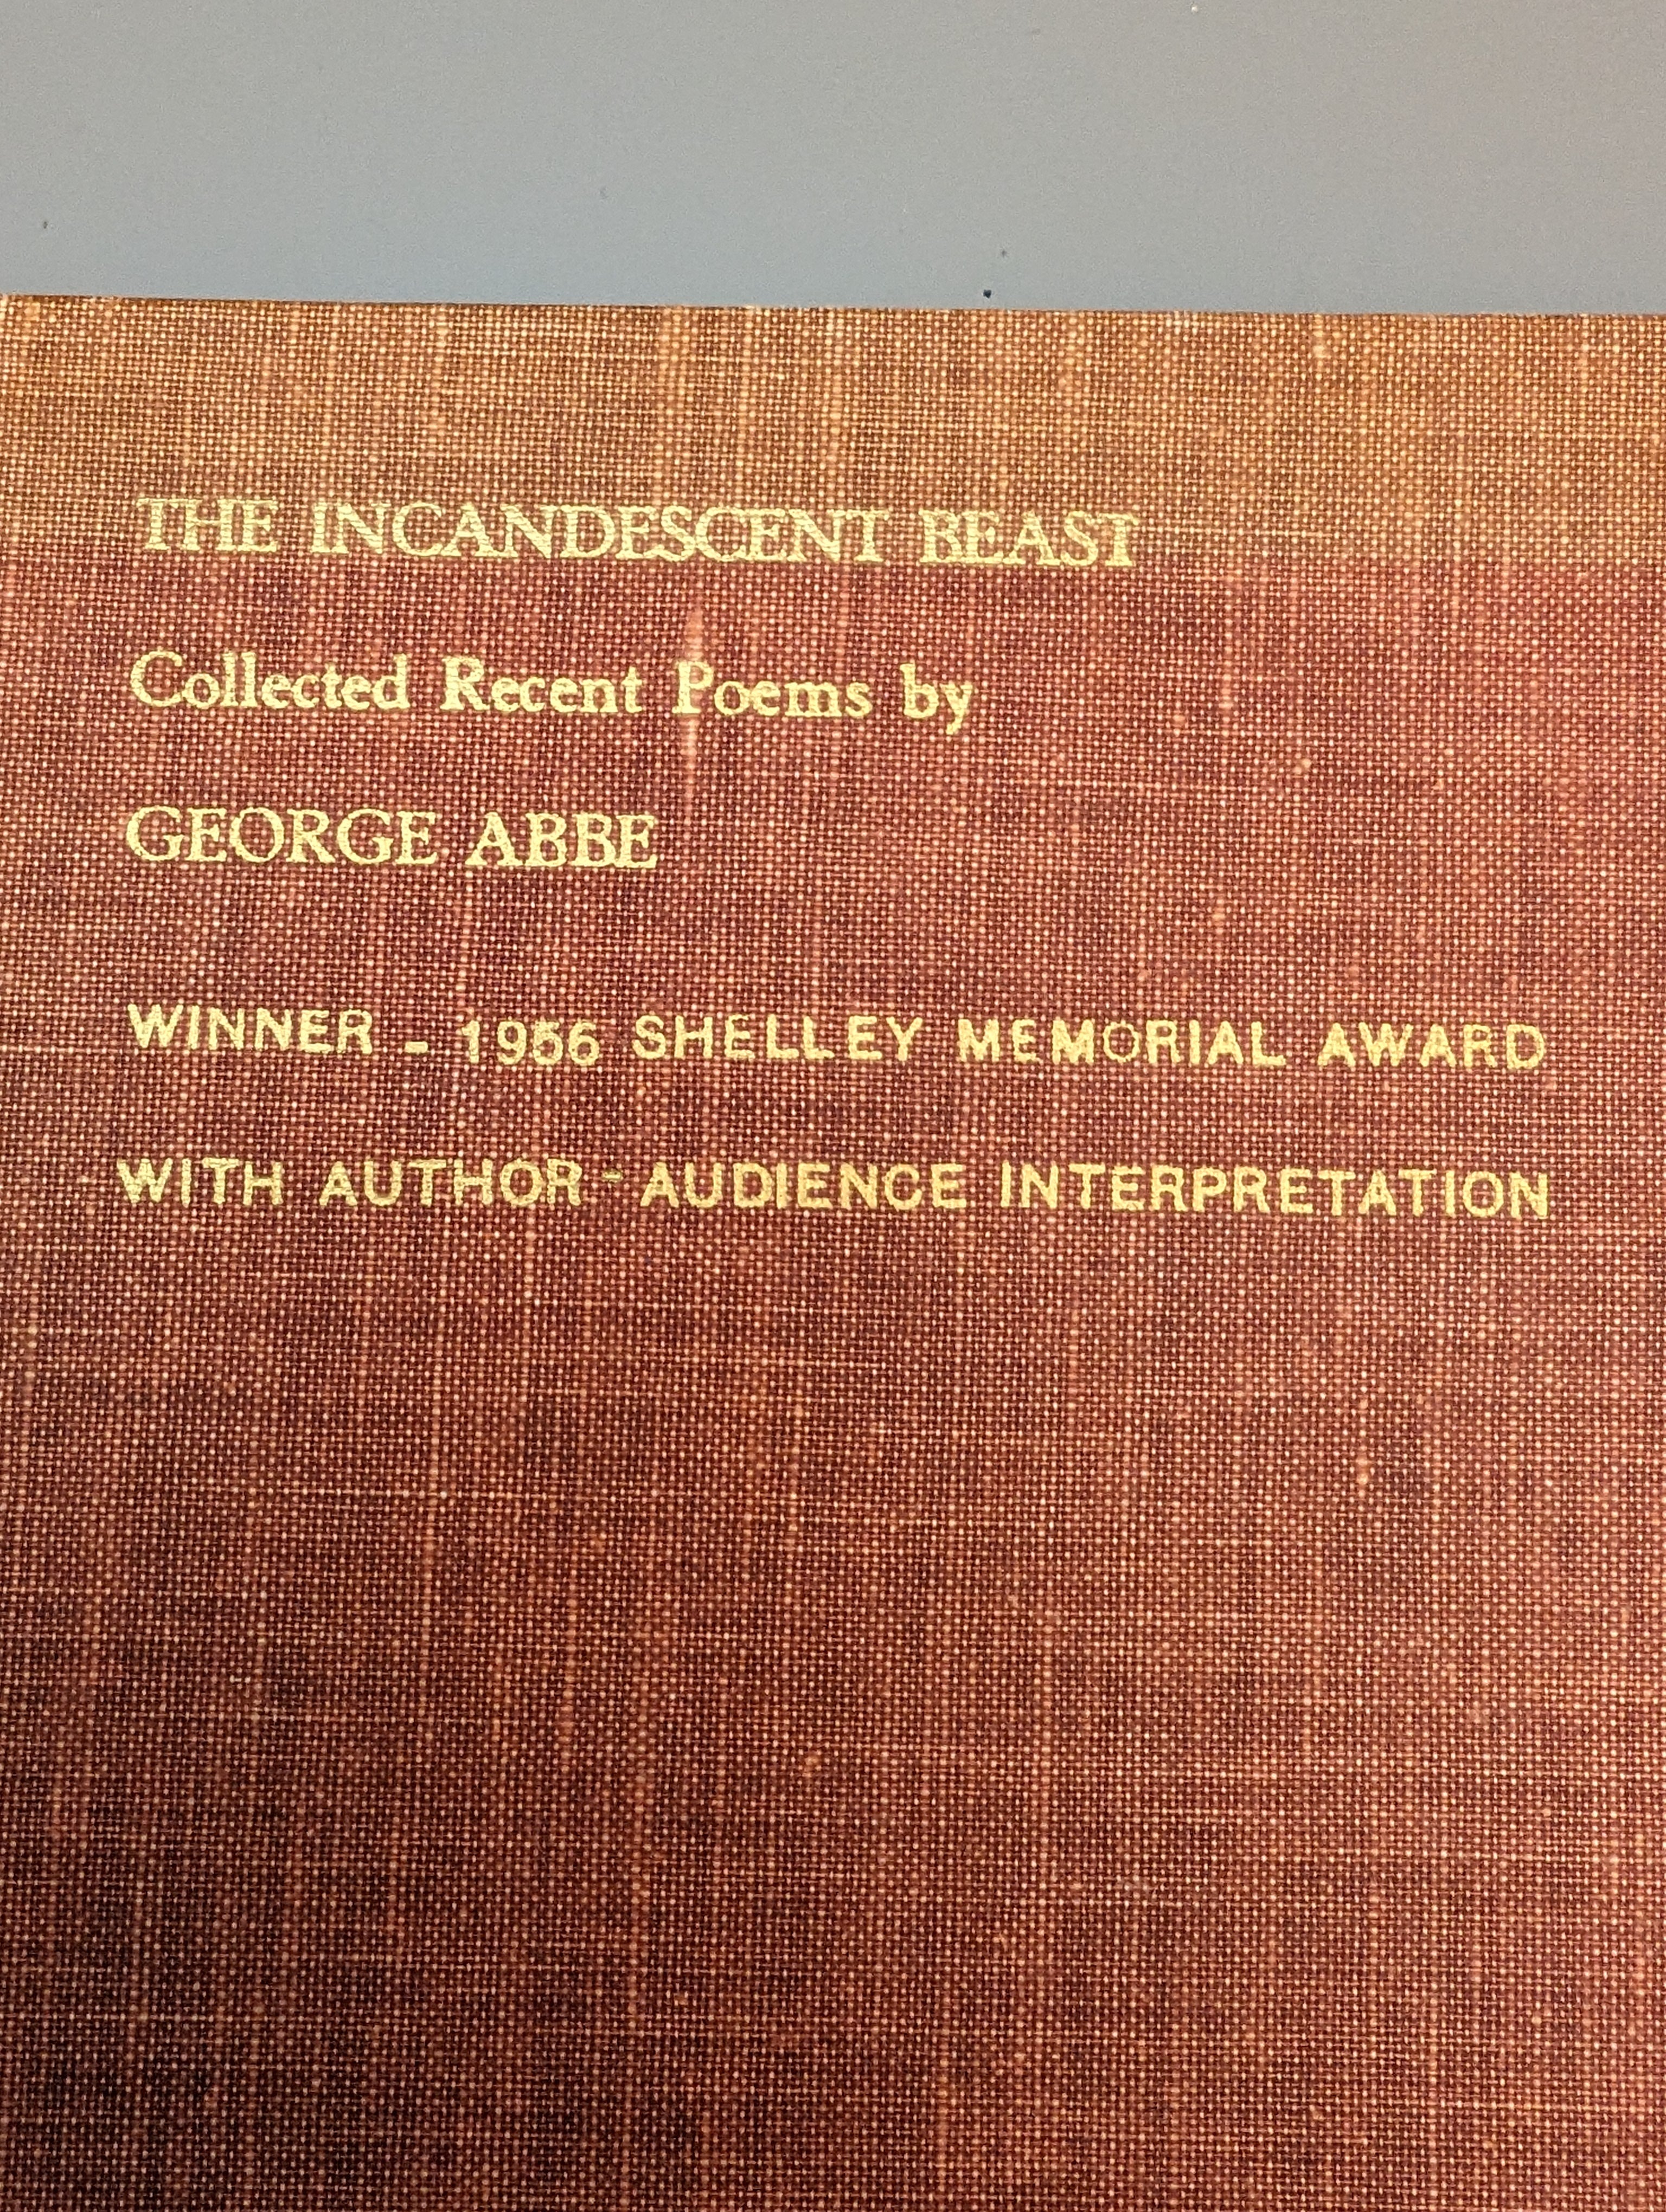 THE INCANDESCENT BEAST
Collected Recent Poems by
GEORGE ABBE
WINNER - 1956 SHELLEY MEMORIAL AWARD
WITH AUTHOR - AUDIENCE INTERPRETATION